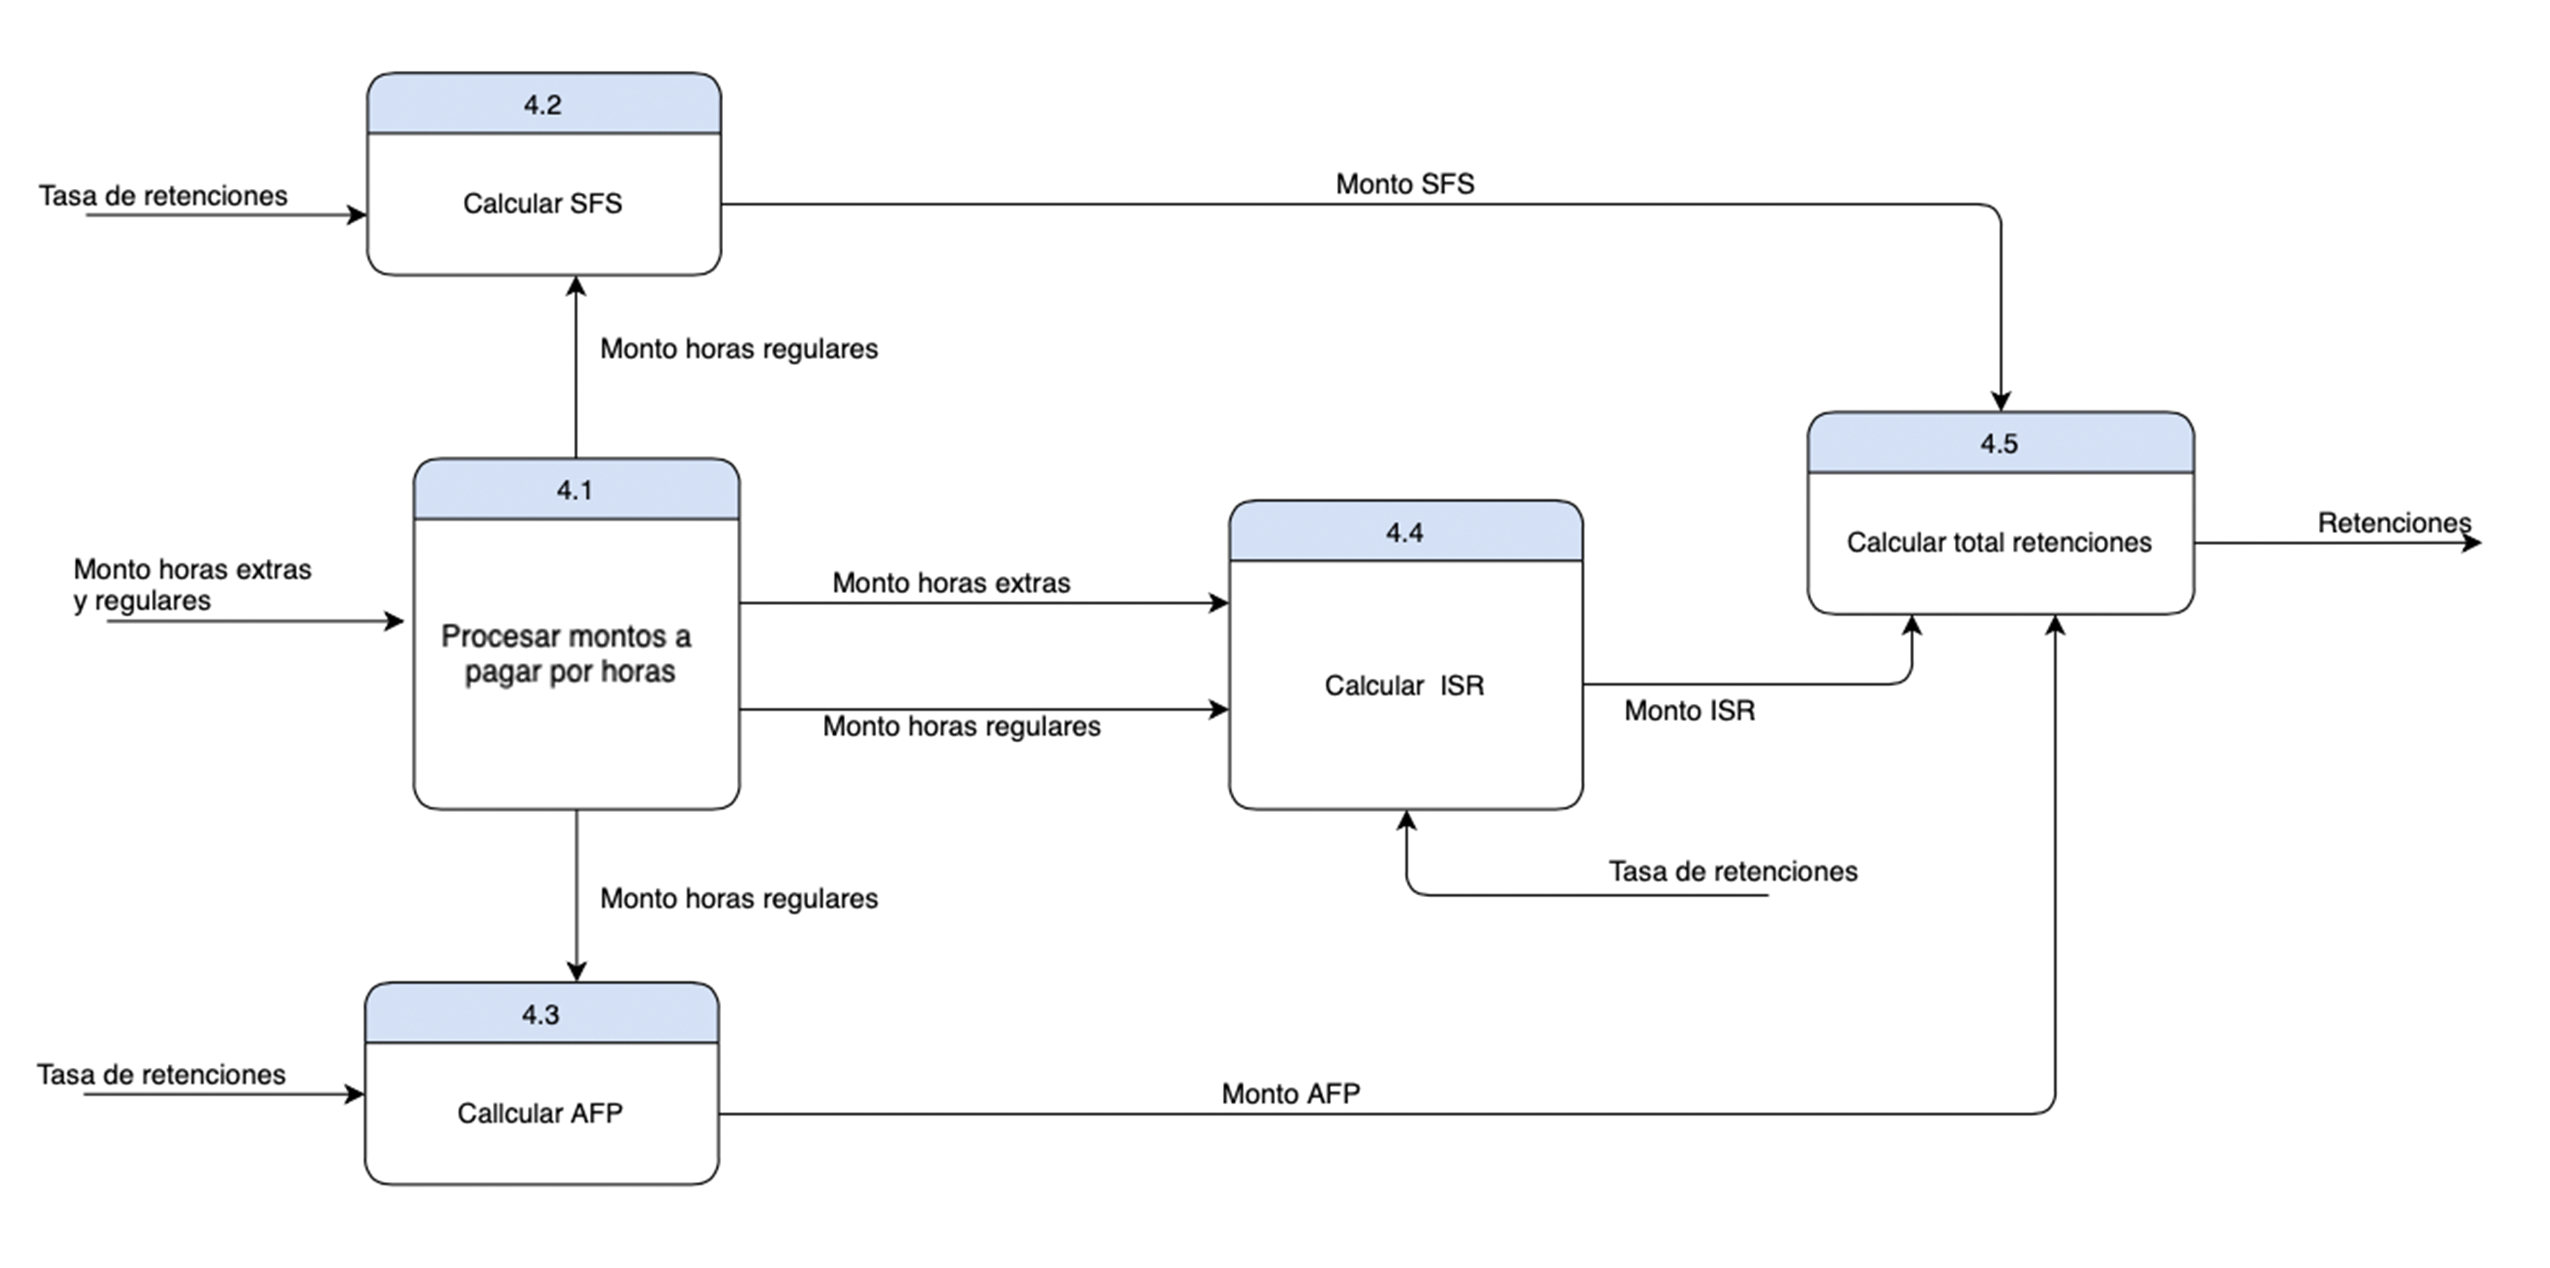 4.2
Tasa de retenciones
Calcular SFS
Monto SFS
Monto horas regulares
4.1
Monto horas extras
y regulares
Procesar montos a
pagar por horas
Monto horas extras
Monto horas regulares
4.4
Calcular  ISR
4.5
Calcular total retenciones
Retenciones
Monto ISR
Tasa de retenciones
Monto horas regulares
4.3
Tasa de retenciones
Callcular AFP
Monto AFP